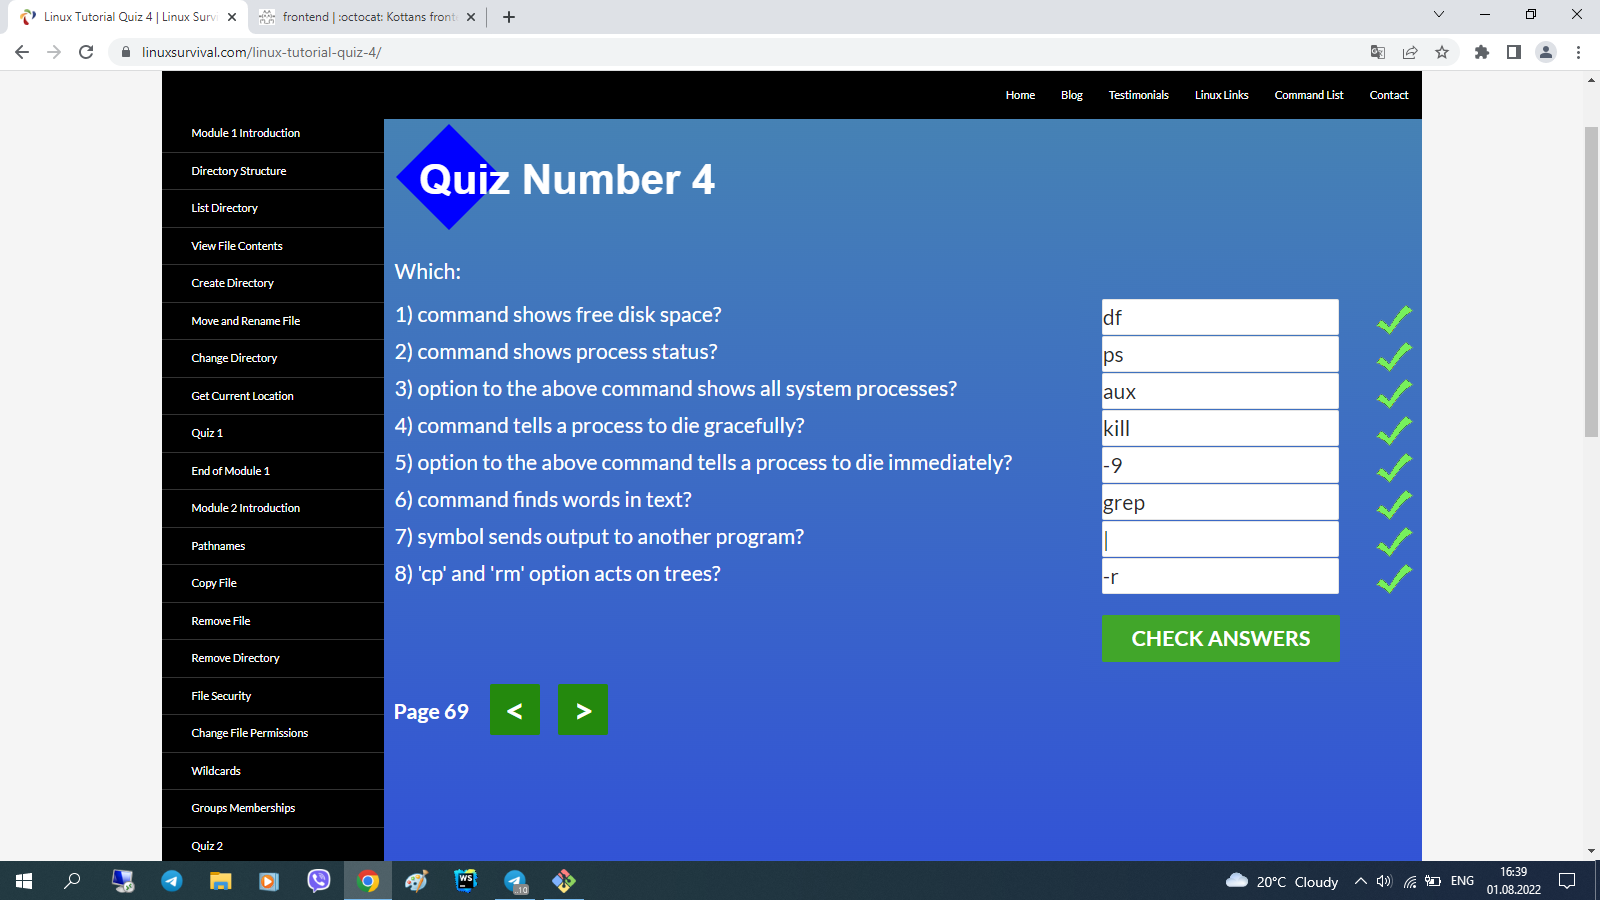 Linux Tutorial Quiz 4 | Linux Surv
frontend | :octocat: Kottans front
linuxsurvival.com/linux-tutorial-quiz-4/
Home Blog Testimonials Linux Links Command List Contact
Module 1 Introduction
Directory Structure
List Directory
View File Contents
Create Directory
Move and Rename File
Change Directory
Get Current Location
Quiz 1
End of Module 1
Module 2 Introduction
Pathnames
Copy File
Remove File
Remove Directory
File Security
Change File Permissions
Wildcards
Groups Memberships
Quiz 2
Quiz Number 4
Which:
1) command shows free disk space? df
2) command shows process status? ps
3) option to the above command shows all system processes? aux
4) command tells a process to die gracefully? kill
5) option to the above command tells a process to die immediately? -9
6) command finds words in text? grep
7) symbol sends output to another program? |
8) 'cp' and 'rm' option acts on trees? -r
CHECK ANSWERS
Page 69 < >
WS
10
20°C Cloudy
ENG
16:39
01.08.2022